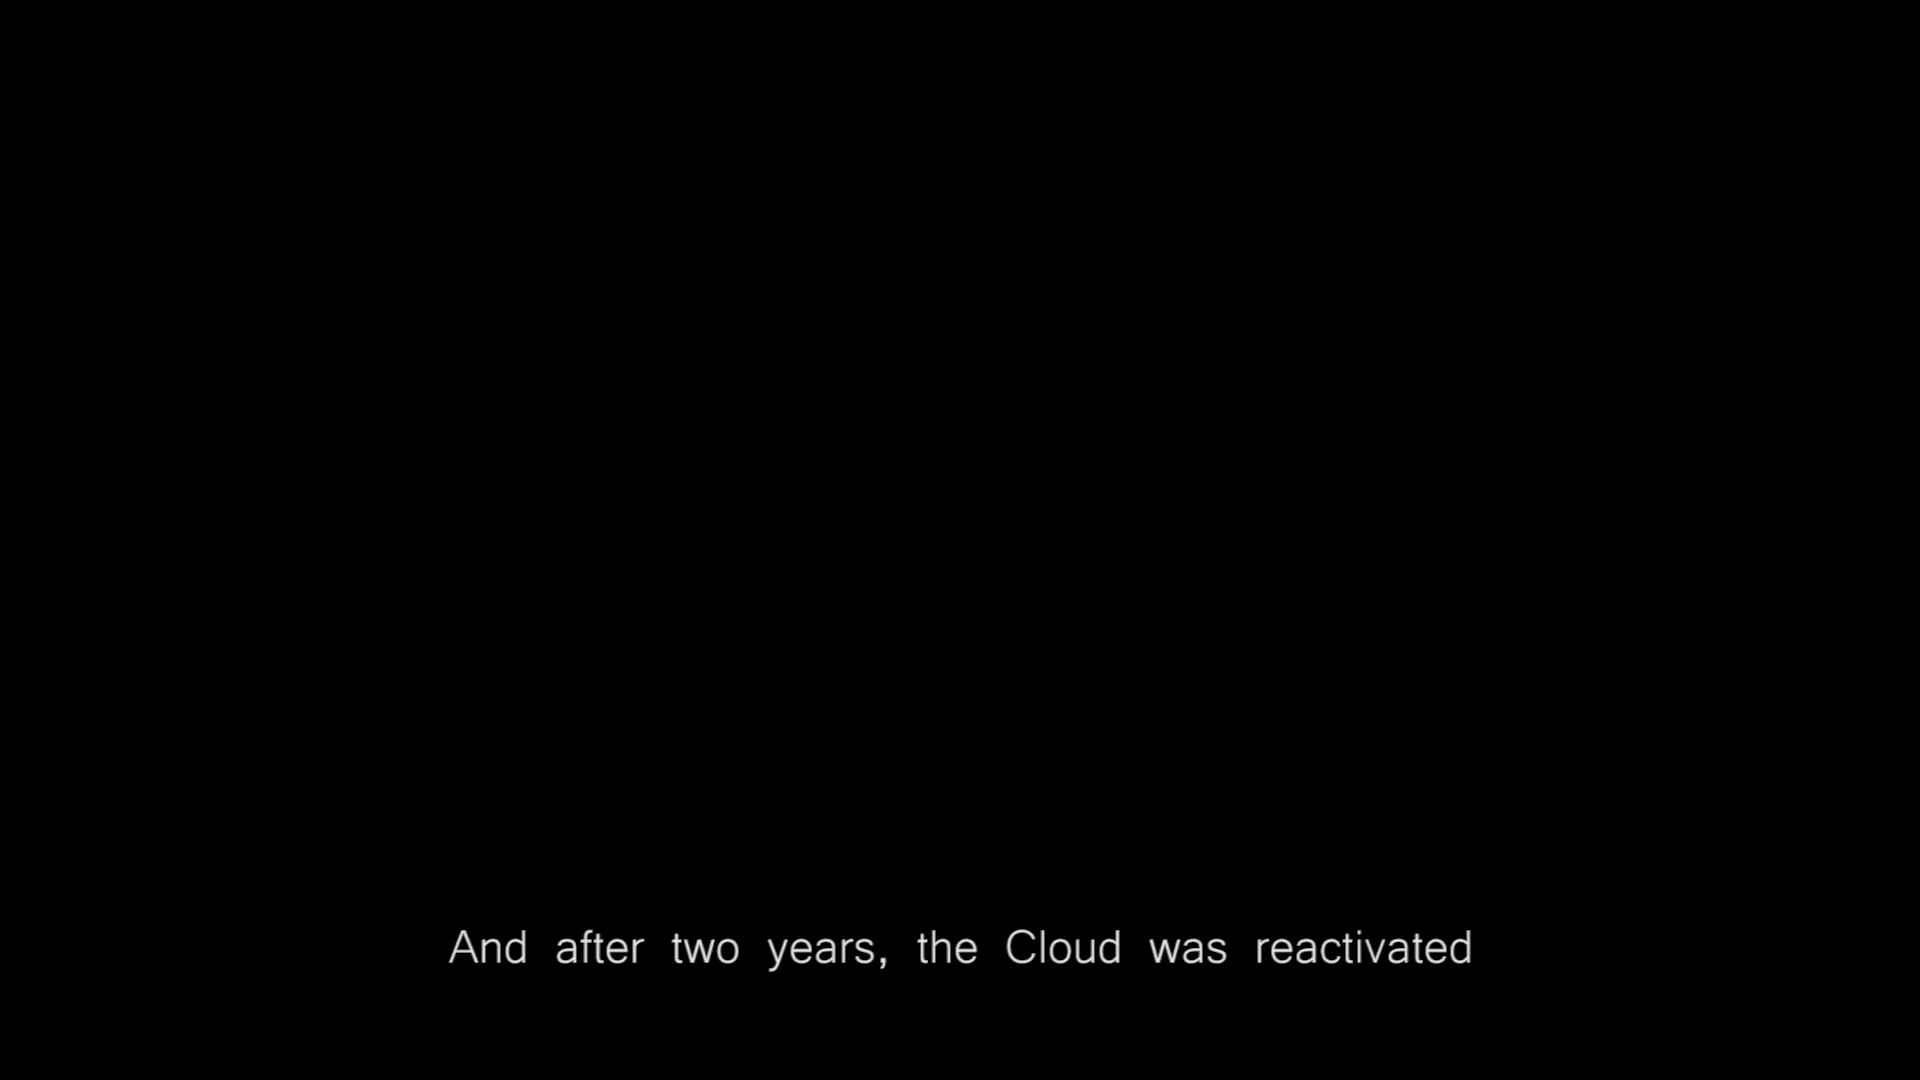 And after two years, the Cloud was reactivated